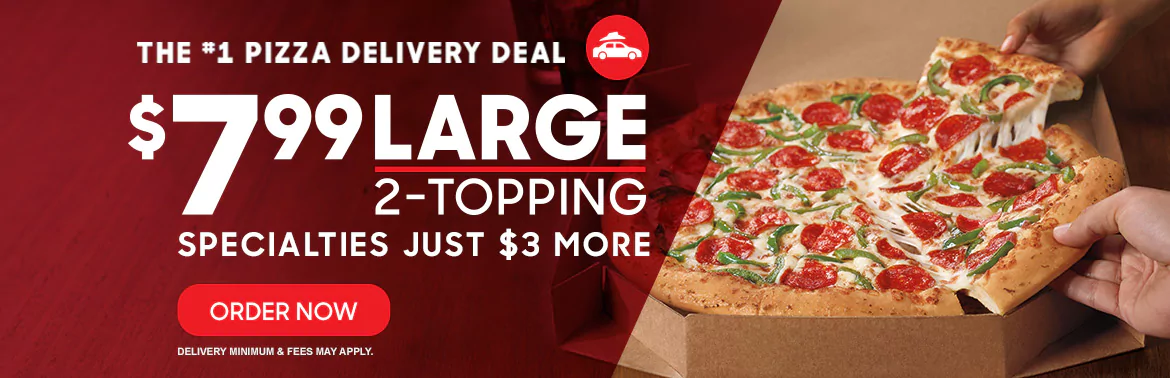 THE #1 PIZZA DELIVERY DEAL
$7.99 LARGE
2-TOPPING
SPECIALTIES JUST $3 MORE
ORDER NOW
DELIVERY MINIMUM & FEES MAY APPLY.